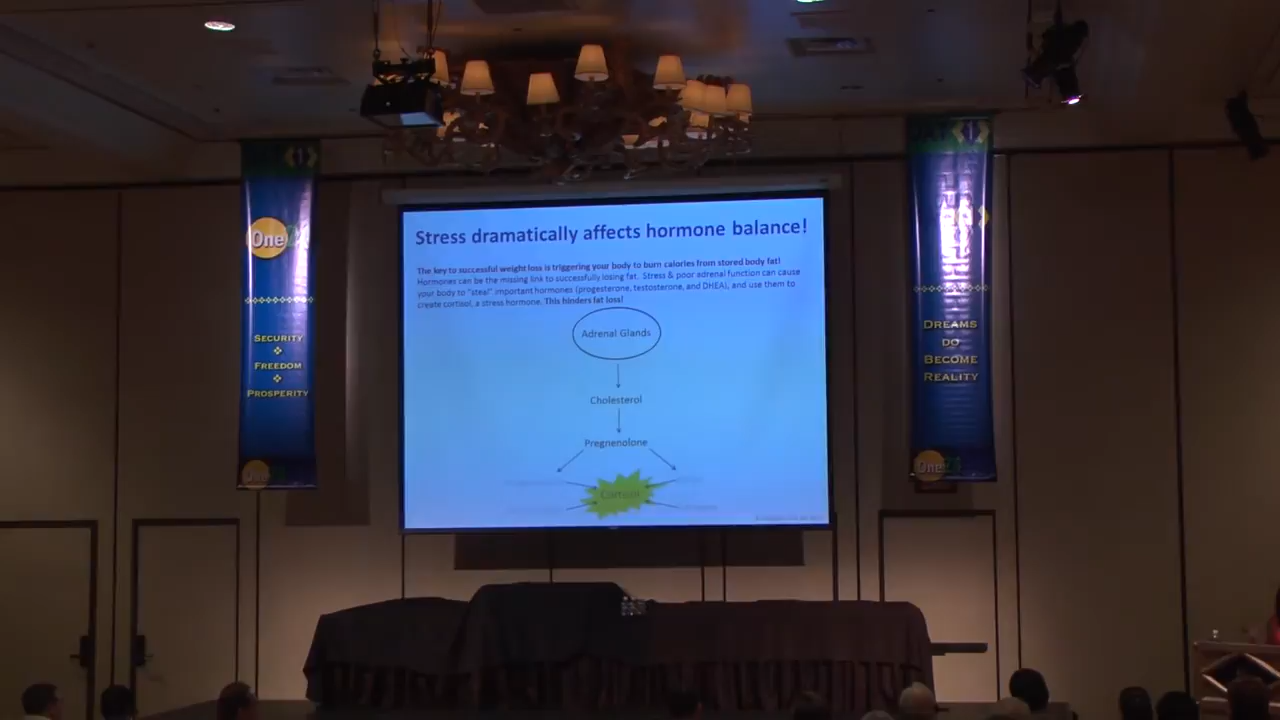 Stress dramatically affects hormone balance!
The key to successful weight loss is triggering your body to burn calories from stored body fat!
Hormones can be the missing link to successfully losing fat. Stress & poor adrenal function can cause
your body to "steal" important hormones (progesterone, testosterone, and DHEA), and use them to
create cortisol, a stress hormone. This hinders fat loss!
Adrenal Glands
Cholesterol
Pregnenolone
Cortisol
One
SECURITY
FREEDOM
PROSPERITY
One24
DREAMS
DO
BECOME
REALITY
One24